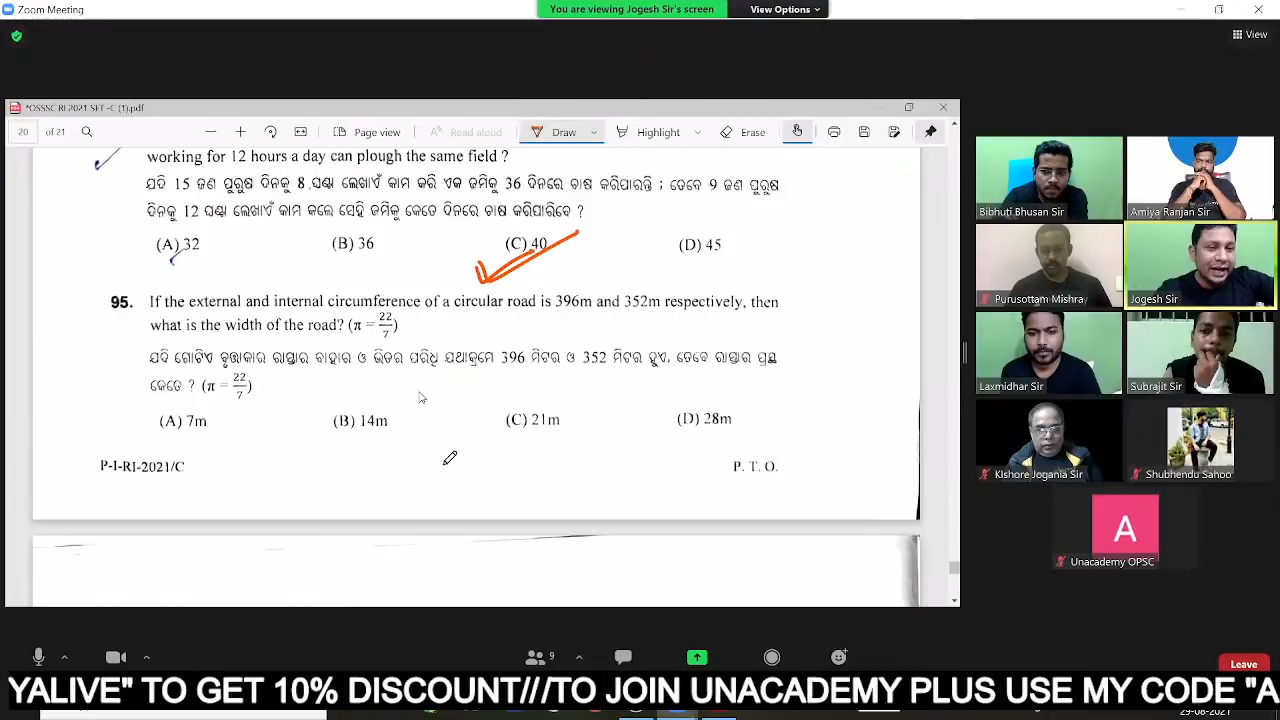 Zoom Meeting
You are viewing Jogesh Sir's screen
View Options
View
*OSSSC RI 2021 SET -C (1).pdf
20 of 21
Page view
Read aloud
Draw
Highlight
Erase
working for 12 hours a day can plough the same field ?
ଯଦି 15 ଜଣ ପୁରୁଷ ଦିନକୁ 8 ଘଣ୍ଟା ଲେଖାଏଁ କାମ କରି ଏକ ଜମିକୁ 36 ଦିନରେ ଚାଷ କରିପାରନ୍ତି ; ତେବେ 9 ଜଣ ପୁରୁଷ
ଦିନକୁ 12 ଘଣ୍ଟା ଲେଖାଏଁ କାମ କଲେ ସେହି ଜମିକୁ କେତେ ଦିନରେ ଚାଷ କରିପାରିବେ ?
(A) 32 (B) 36 (C) 40 (D) 45
95. If the external and internal circumference of a circular road is 396m and 352m respectively, then
what is the width of the road? (π = 22/7)
ଯଦି ଗୋଟିଏ ବୃତ୍ତାକାର ରାସ୍ତାର ବାହାର ଓ ଭିତର ପରିଧି ଯଥାକ୍ରମେ 396 ମିଟର ଓ 352 ମିଟର ହୁଏ, ତେବେ ରାସ୍ତାର ପ୍ରସ୍ଥ
କେତେ ? (π = 22/7)
(A) 7m (B) 14m (C) 21m (D) 28m
P-I-RI-2021/C
P. T. O.
Bibhuti Bhusan Sir
Amiya Ranjan Sir
Purusottam Mishra
Jogesh Sir
Laxmidhar Sir
Subrajit Sir
KIshore Jogania Sir
Shubhendu Sahoo
A
Unacademy OPSC
9
Leave
YALIVE" TO GET 10% DISCOUNT///TO JOIN UNACADEMY PLUS USE MY CODE "A
29-08-2021